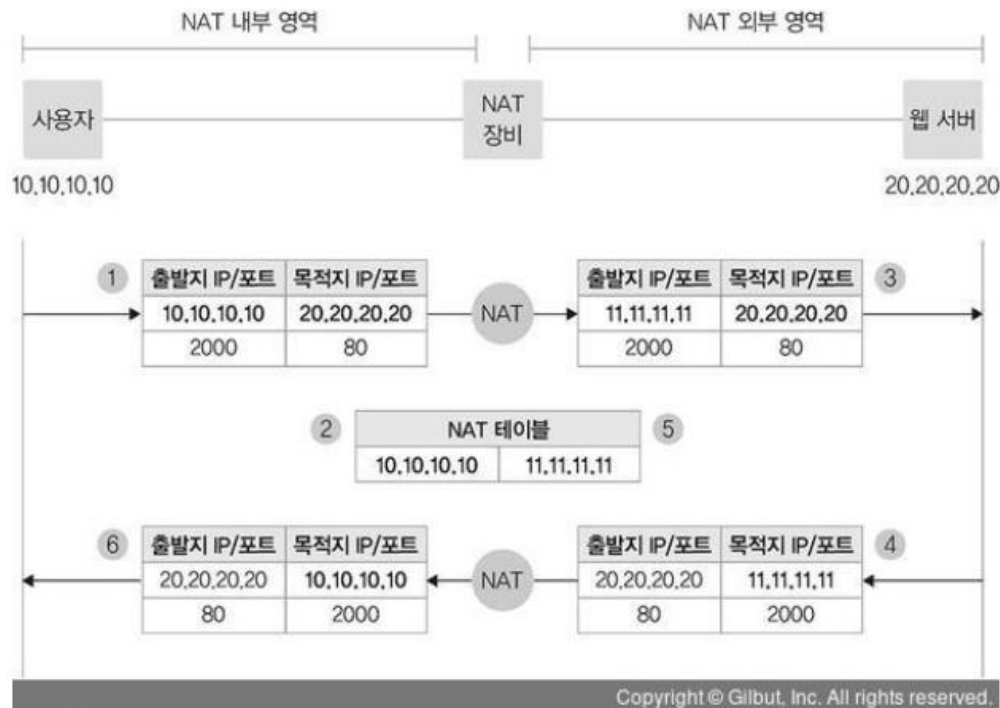 NAT 내부 영역 NAT 외부 영역
사용자 NAT 장비 웹 서버
10.10.10.10 20.20.20.20
1 출발지 IP/포트 목적지 IP/포트 출발지 IP/포트 목적지 IP/포트 3
10.10.10.10 20.20.20.20 NAT 11.11.11.11 20.20.20.20
2000 80 2000 80
2 NAT 테이블 5
10.10.10.10 11.11.11.11
6 출발지 IP/포트 목적지 IP/포트 출발지 IP/포트 목적지 IP/포트 4
20.20.20.20 10.10.10.10 NAT 20.20.20.20 11.11.11.11
80 2000 80 2000
Copyright © Gilbut, Inc. All rights reserved.